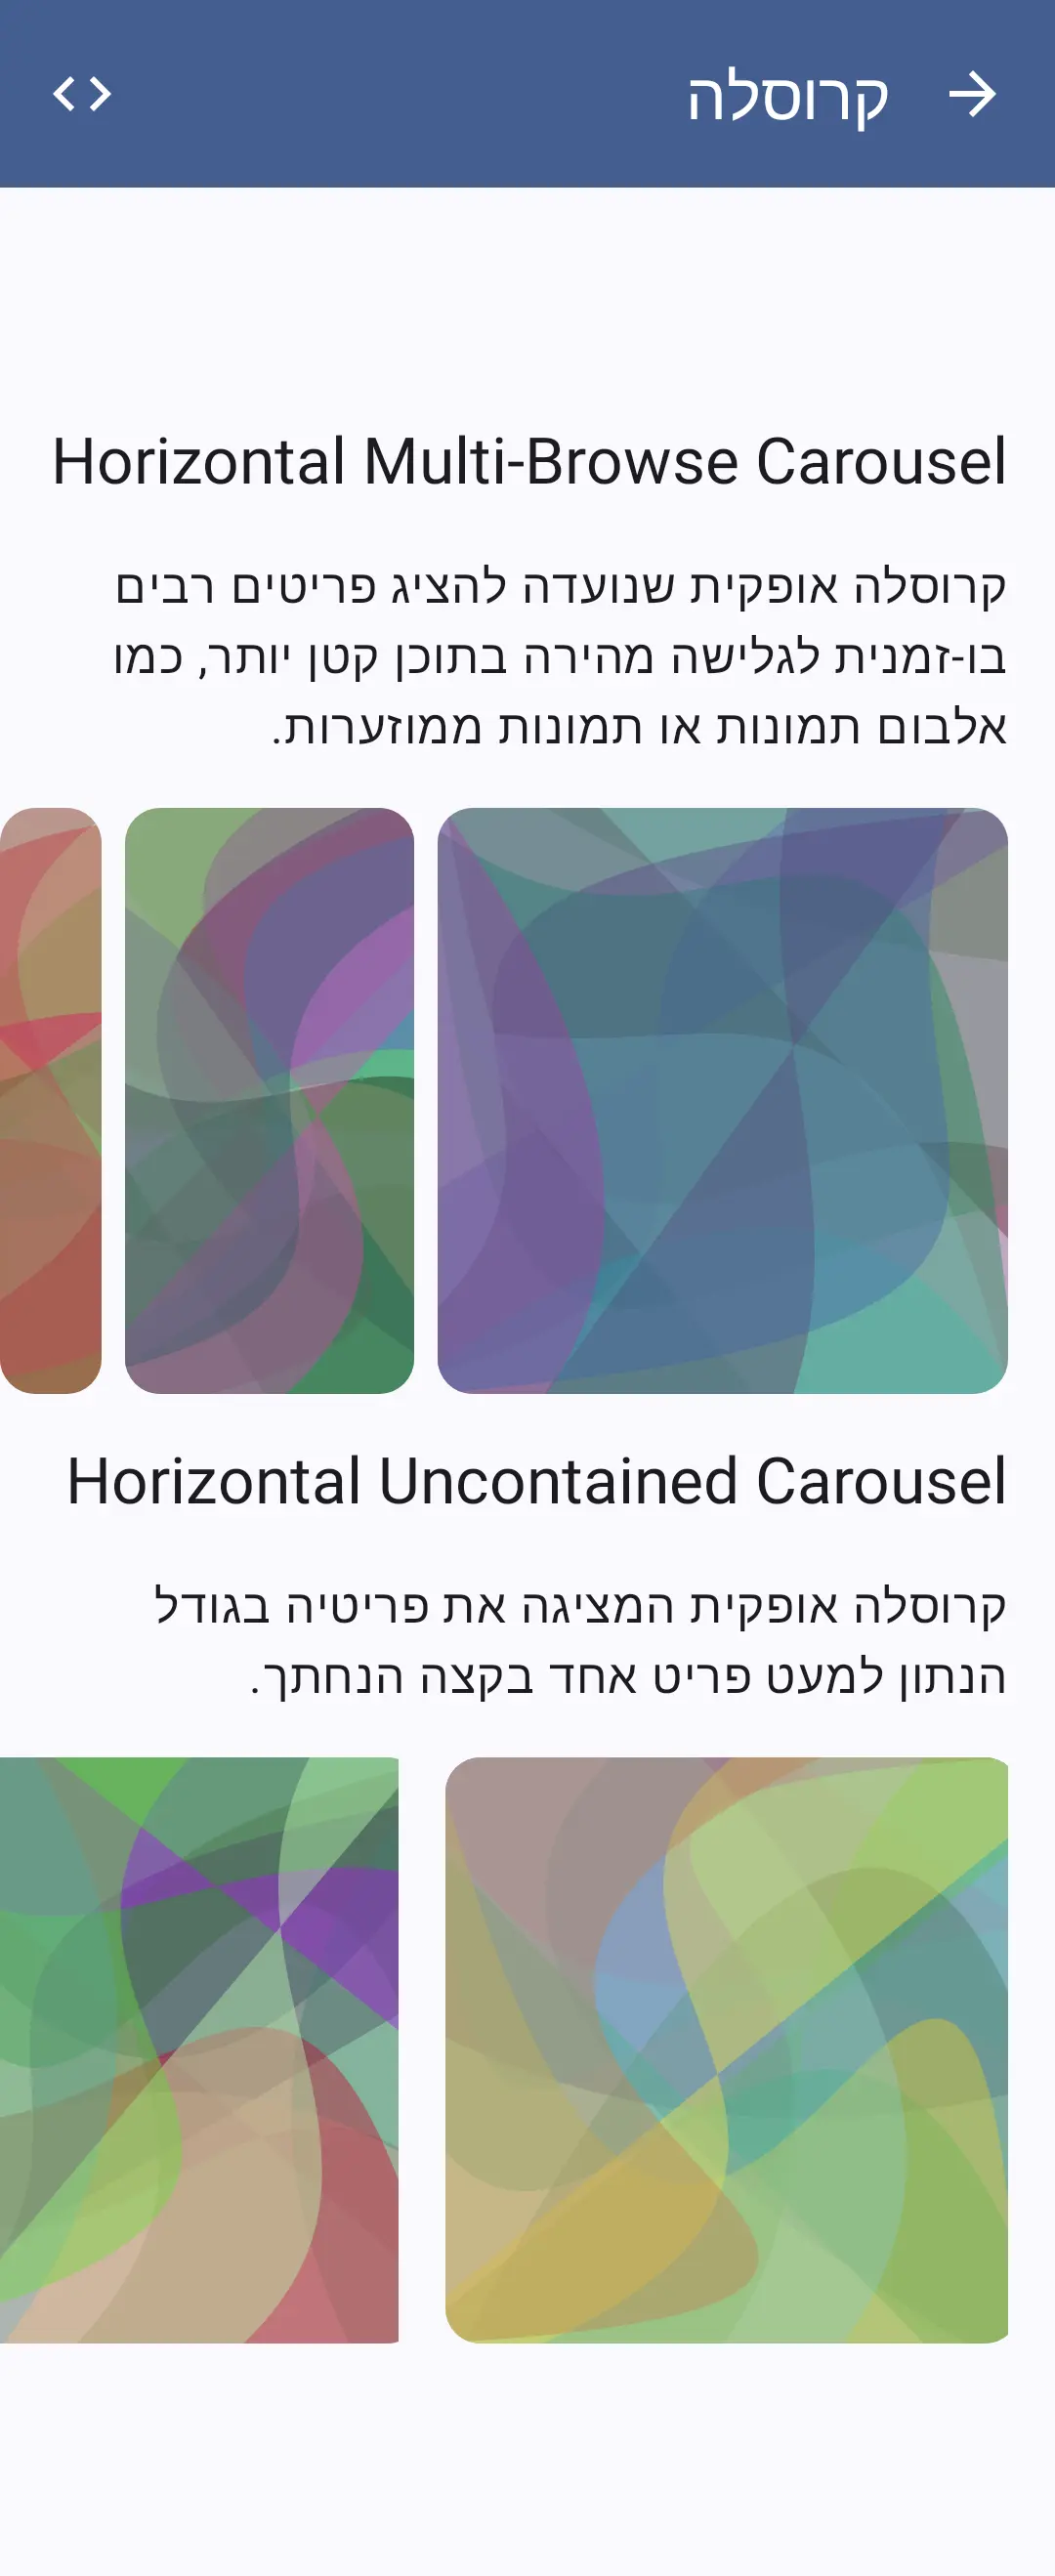 קרוסלה
Horizontal Multi-Browse Carousel
קרוסלה אופקית שנועדה להציג פריטים רבים
בו-זמנית לגלישה מהירה בתוכן קטן יותר, כמו
אלבום תמונות או תמונות ממוזערות.
Horizontal Uncontained Carousel
קרוסלה אופקית המציגה את פריטיה בגודל
הנתון למעט פריט אחד בקצה הנחתך.